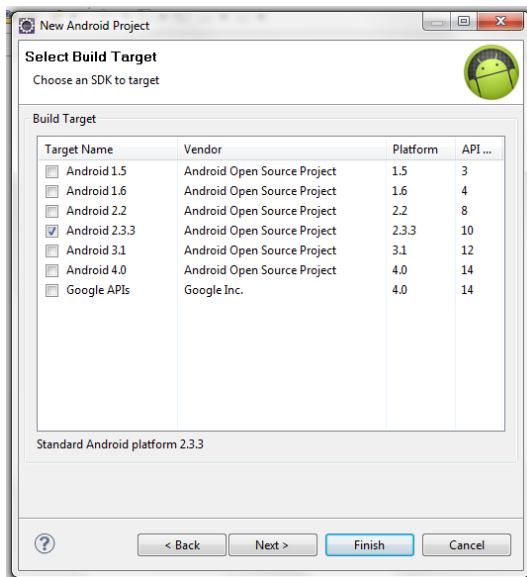 New Android Project
Select Build Target
Choose an SDK to target
Build Target
Target Name Vendor Platform API ...
Android 1.5 Android Open Source Project 1.5 3
Android 1.6 Android Open Source Project 1.6 4
Android 2.2 Android Open Source Project 2.2 8
Android 2.3.3 Android Open Source Project 2.3.3 10
Android 3.1 Android Open Source Project 3.1 12
Android 4.0 Android Open Source Project 4.0 14
Google APIs Google Inc. 4.0 14
Standard Android platform 2.3.3
? < Back Next > Finish Cancel